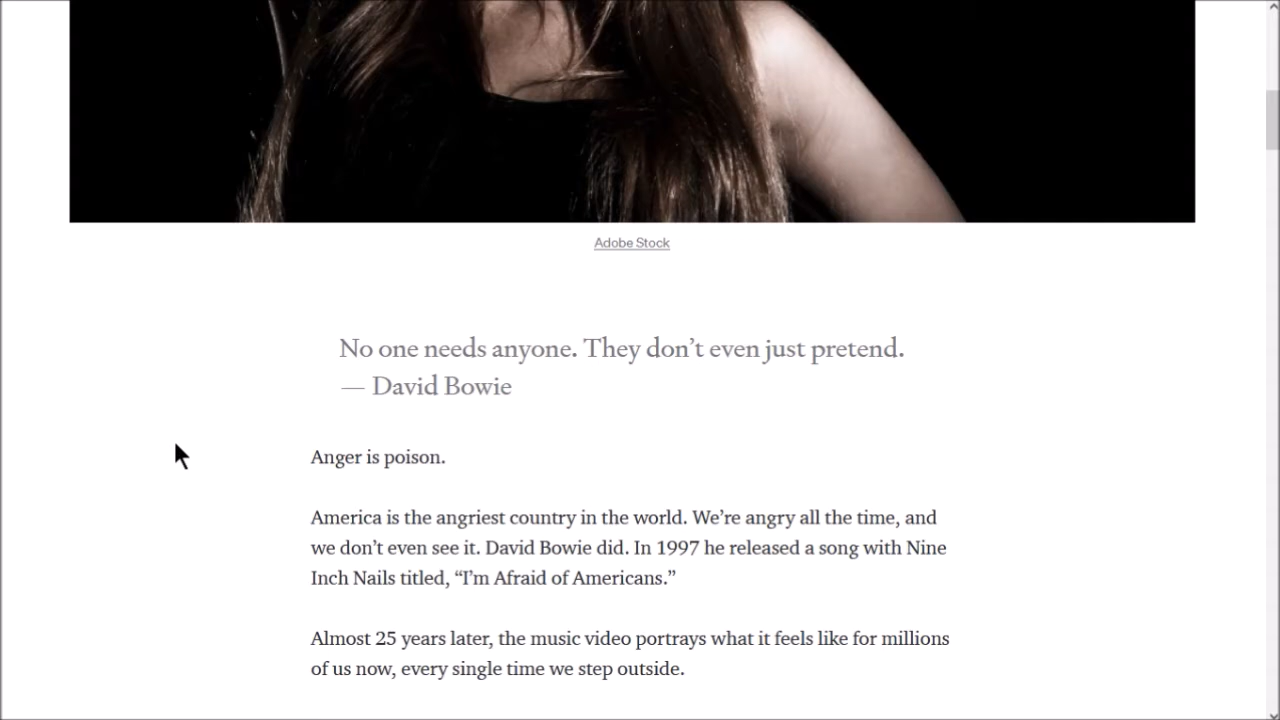 Adobe Stock
No one needs anyone. They don’t even just pretend.
— David Bowie
Anger is poison.
America is the angriest country in the world. We’re angry all the time, and
we don’t even see it. David Bowie did. In 1997 he released a song with Nine
Inch Nails titled, “I’m Afraid of Americans.”
Almost 25 years later, the music video portrays what it feels like for millions
of us now, every single time we step outside.